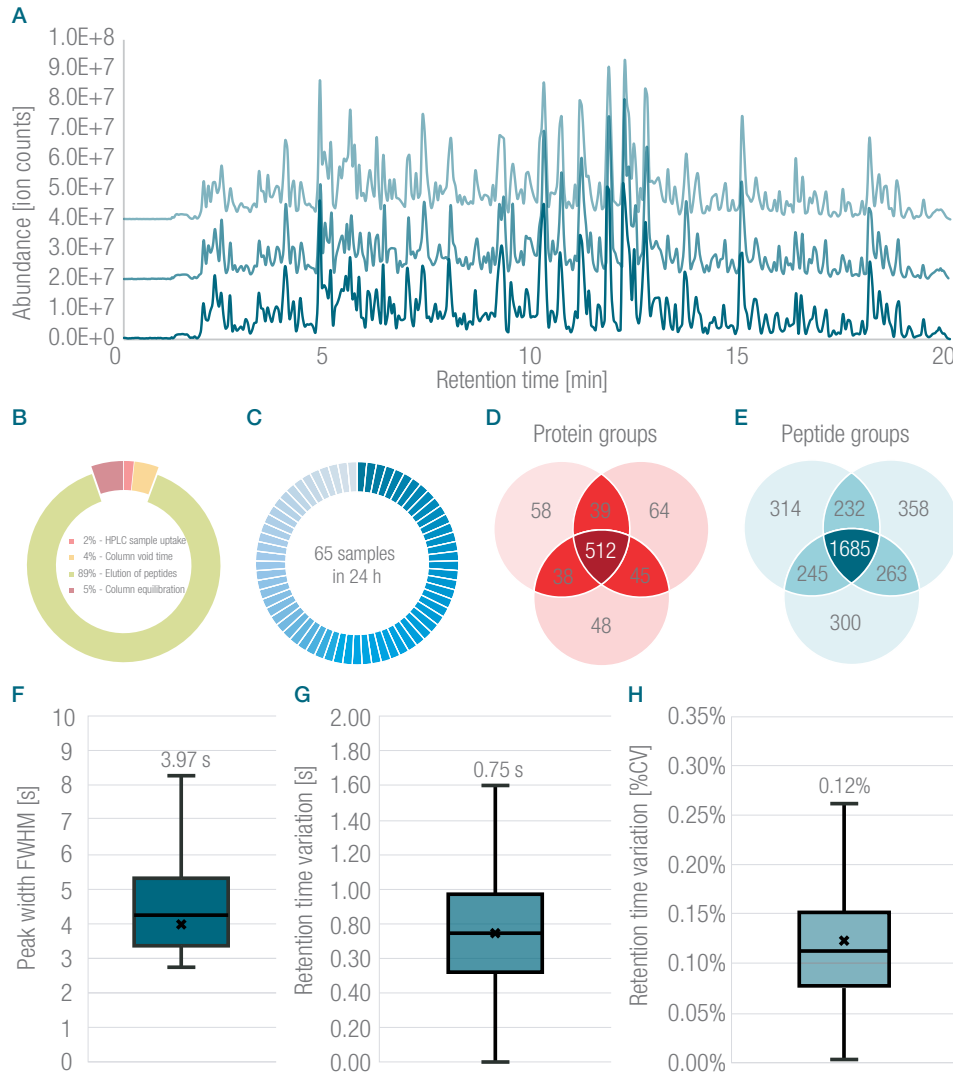 A
Abundance [ion counts]
1.0E+8
9.0E+7
8.0E+7
7.0E+7
6.0E+7
5.0E+7
4.0E+7
3.0E+7
2.0E+7
1.0E+7
0.0E+0
0 5 10 15 20
Retention time [min]
B
2% - HPLC sample uptake
4% - Column void time
89% - Elution of peptides
5% - Column equilibration
C
65 samples
in 24 h
D
Protein groups
58 39 64
512
38 45
48
E
Peptide groups
314 232 358
1685
245 263
300
F
Peak width FWHM [s]
10
9
8
7
6
5
4
3
2
1
0
3.97 s
G
Retention time variation [s]
2.00
1.80
1.60
1.40
1.20
1.00
0.80
0.30
0.40
0.20
0.00
0.75 s
H
Retention time variation [%CV]
0.35%
0.30%
0.25%
0.20%
0.15%
0.10%
0.05%
0.00%
0.12%